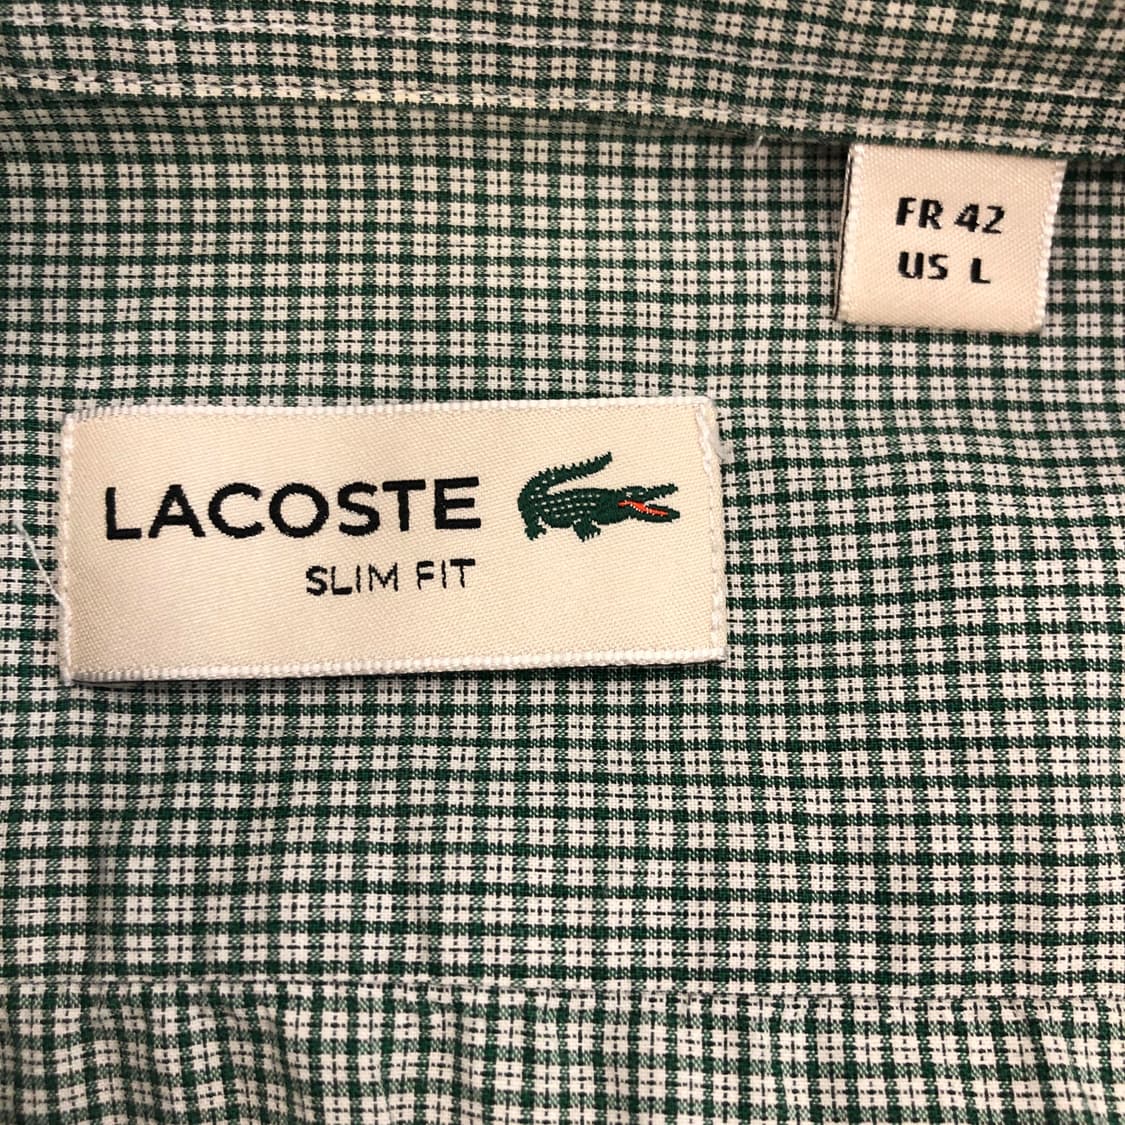 FR 42
US L
LACOSTE
SLIM FIT